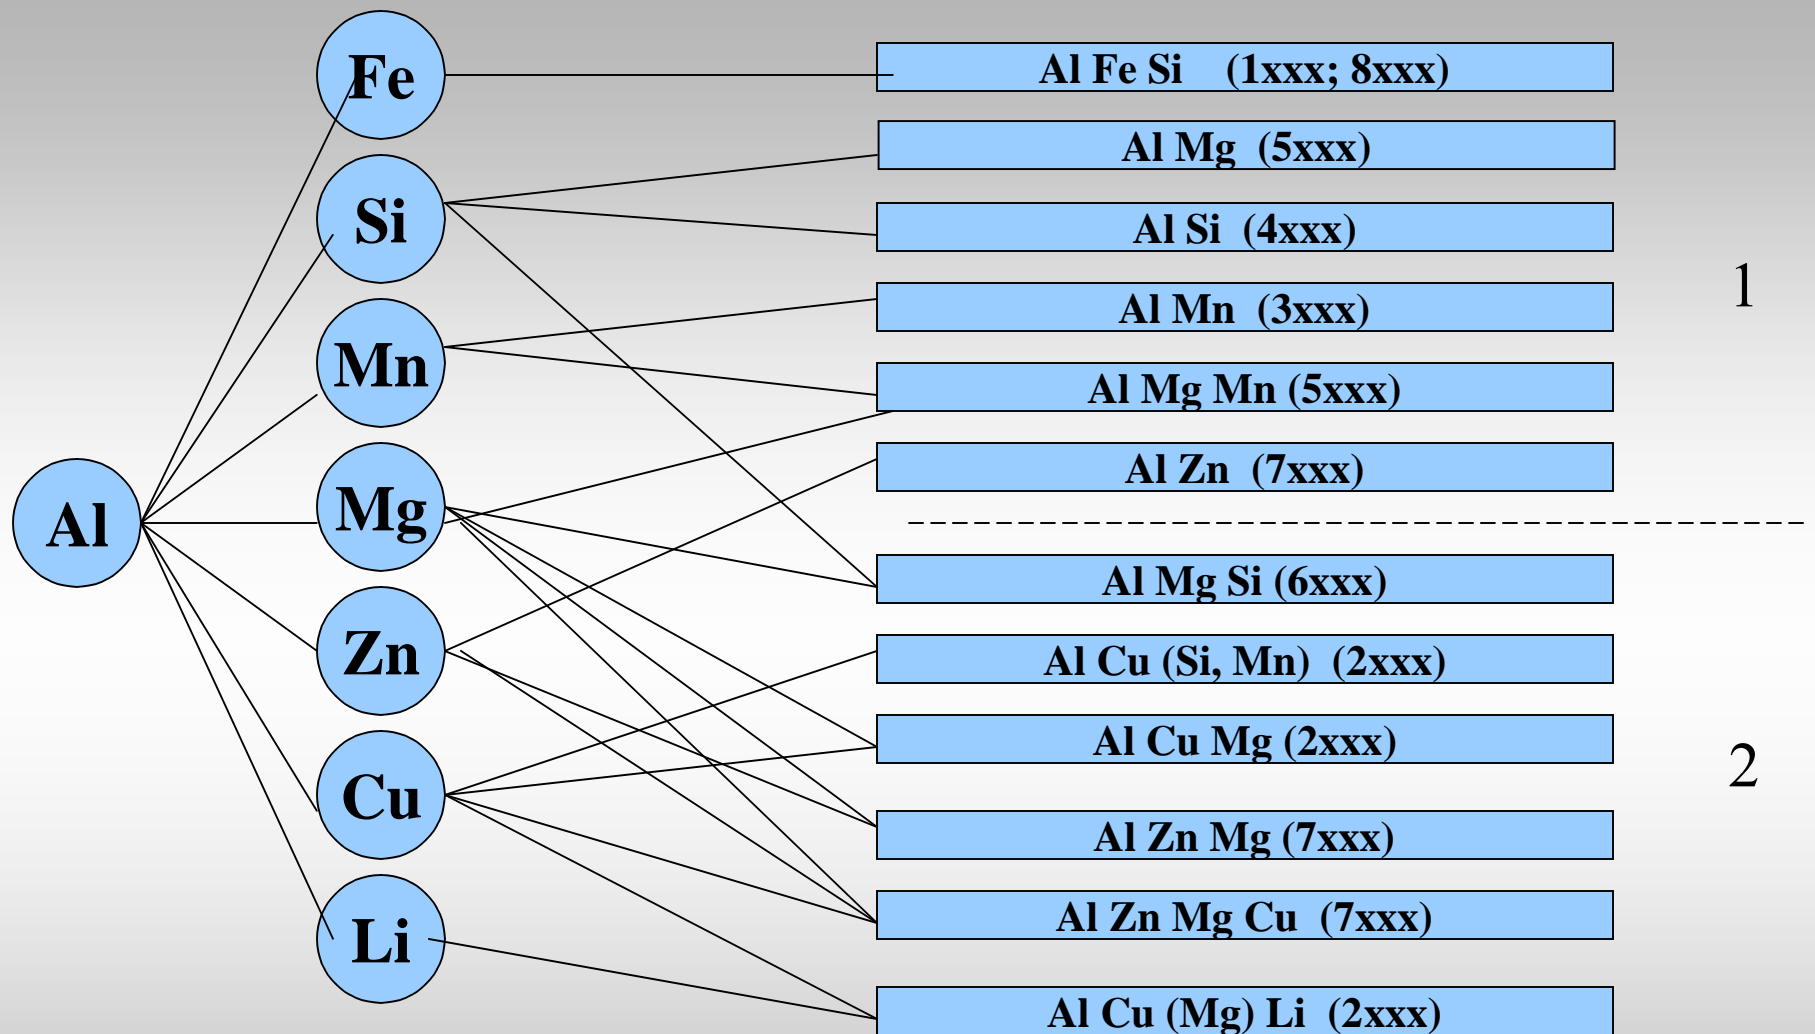 Al
Fe
Si
Mn
Mg
Zn
Cu
Li
Al Fe Si (1xxx; 8xxx)
Al Mg (5xxx)
Al Si (4xxx)
Al Mn (3xxx)
Al Mg Mn (5xxx)
Al Zn (7xxx)
1
Al Mg Si (6xxx)
Al Cu (Si, Mn) (2xxx)
Al Cu Mg (2xxx)
Al Zn Mg (7xxx)
Al Zn Mg Cu (7xxx)
Al Cu (Mg) Li (2xxx)
2